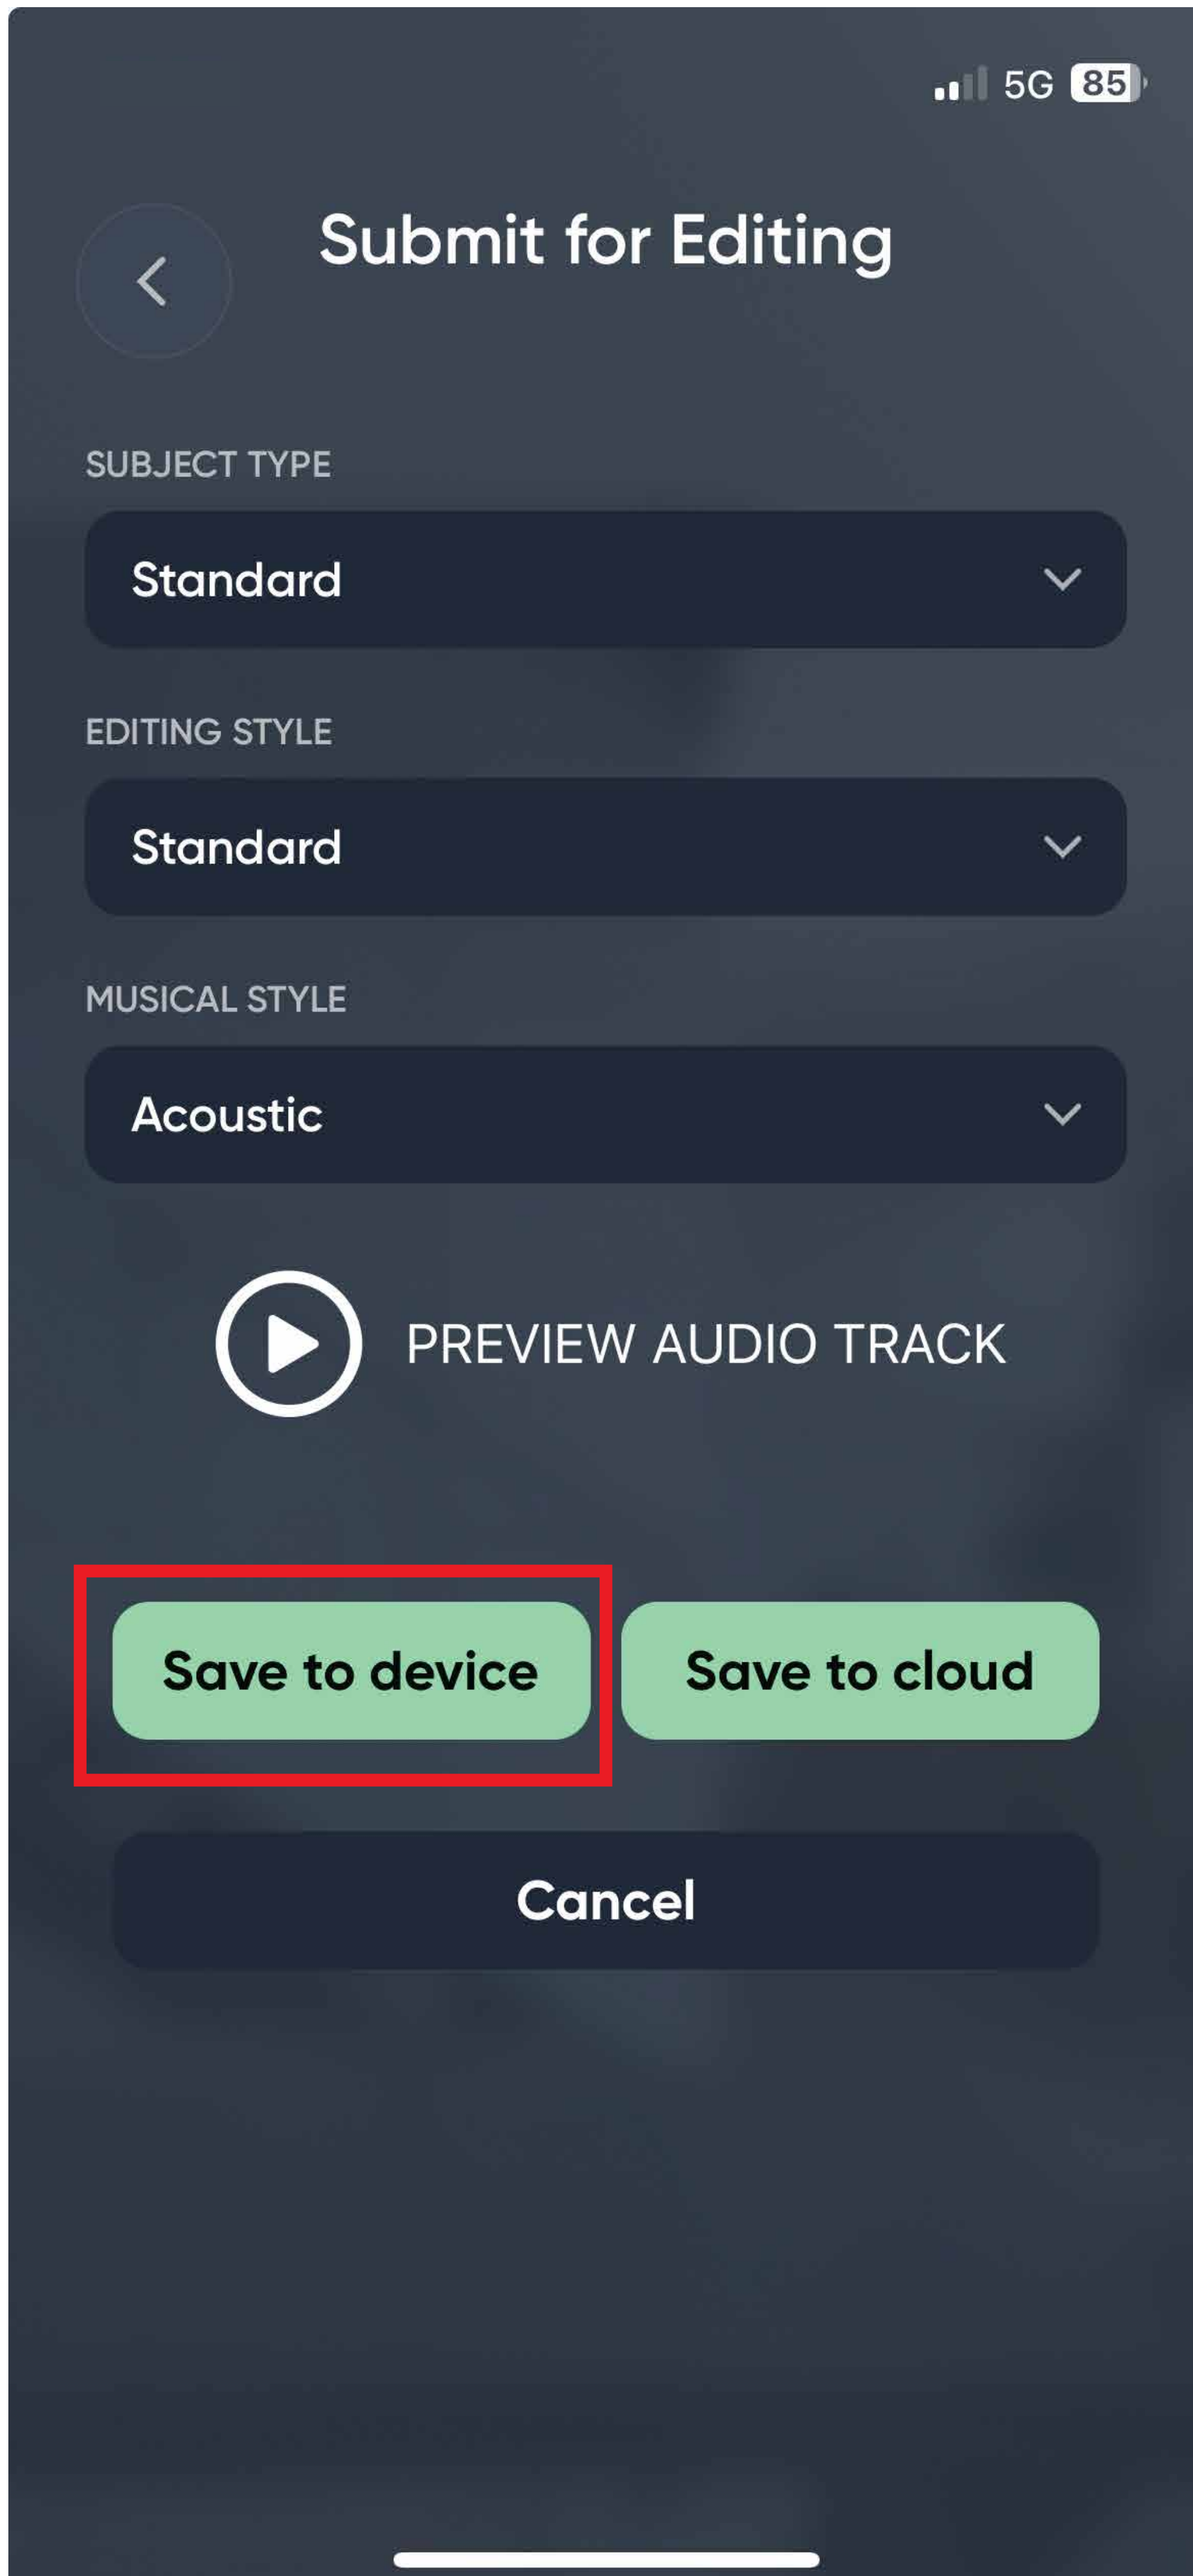 5G 85
Submit for Editing
SUBJECT TYPE
Standard
EDITING STYLE
Standard
MUSICAL STYLE
Acoustic
PREVIEW AUDIO TRACK
Save to device Save to cloud
Cancel